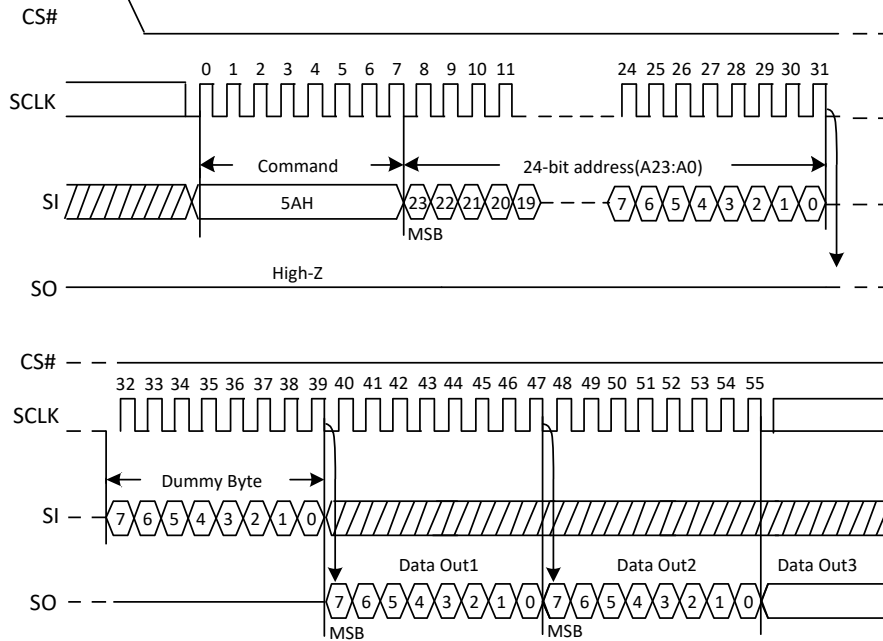 CS#
0 1 2 3 4 5 6 7 8 9 10 11 24 25 26 27 28 29 30 31
SCLK
Command 24-bit address(A23:A0)
SI 5AH 23 22 21 20 19 7 6 5 4 3 2 1 0
MSB
High-Z
SO
CS#
32 33 34 35 36 37 38 39 40 41 42 43 44 45 46 47 48 49 50 51 52 53 54 55
SCLK
Dummy Byte
SI 7 6 5 4 3 2 1 0
Data Out1 Data Out2 Data Out3
SO 7 6 5 4 3 2 1 0 7 6 5 4 3 2 1 0
MSB MSB